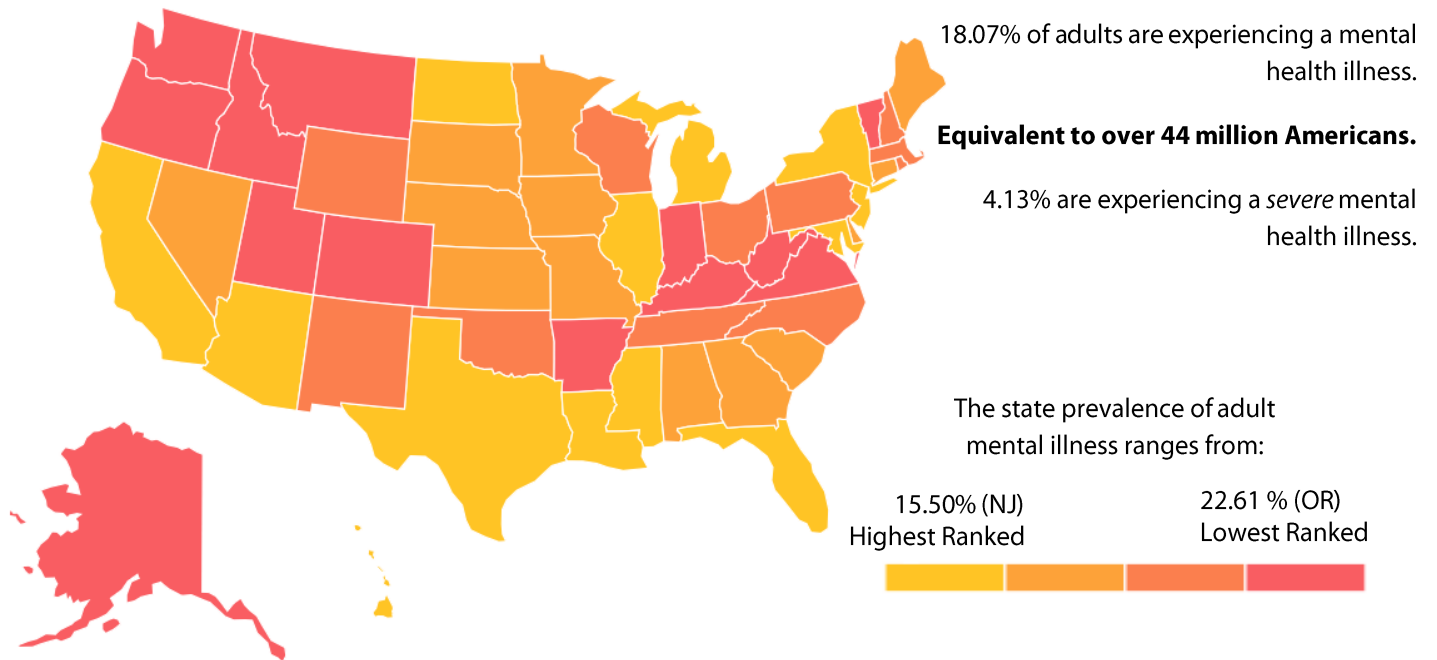 18.07% of adults are experiencing a mental
health illness.
Equivalent to over 44 million Americans.
4.13% are experiencing a severe mental
health illness.
The state prevalence of adult
mental illness ranges from:
15.50% (NJ)
Highest Ranked
22.61 % (OR)
Lowest Ranked